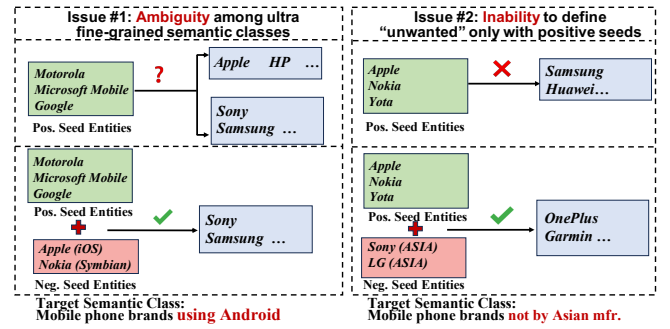 Issue #1: Ambiguity among ultra
fine-grained semantic classes
Motorola
Microsoft Mobile
Google
Pos. Seed Entities
?
Apple HP …
Sony
Samsung …
Motorola
Microsoft Mobile
Google
Pos. Seed Entities
Apple (iOS)
Nokia (Symbian)
Neg. Seed Entities
Sony
Samsung …
Target Semantic Class:
Mobile phone brands using Android
Issue #2: Inability to define
“unwanted” only with positive seeds
Apple
Nokia
Yota
Pos. Seed Entities
Samsung
Huawei…
Apple
Nokia
Yota
Pos. Seed Entities
Sony (ASIA)
LG (ASIA)
Neg. Seed Entities
OnePlus
Garmin …
Target Semantic Class:
Mobile phone brands not by Asian mfr.